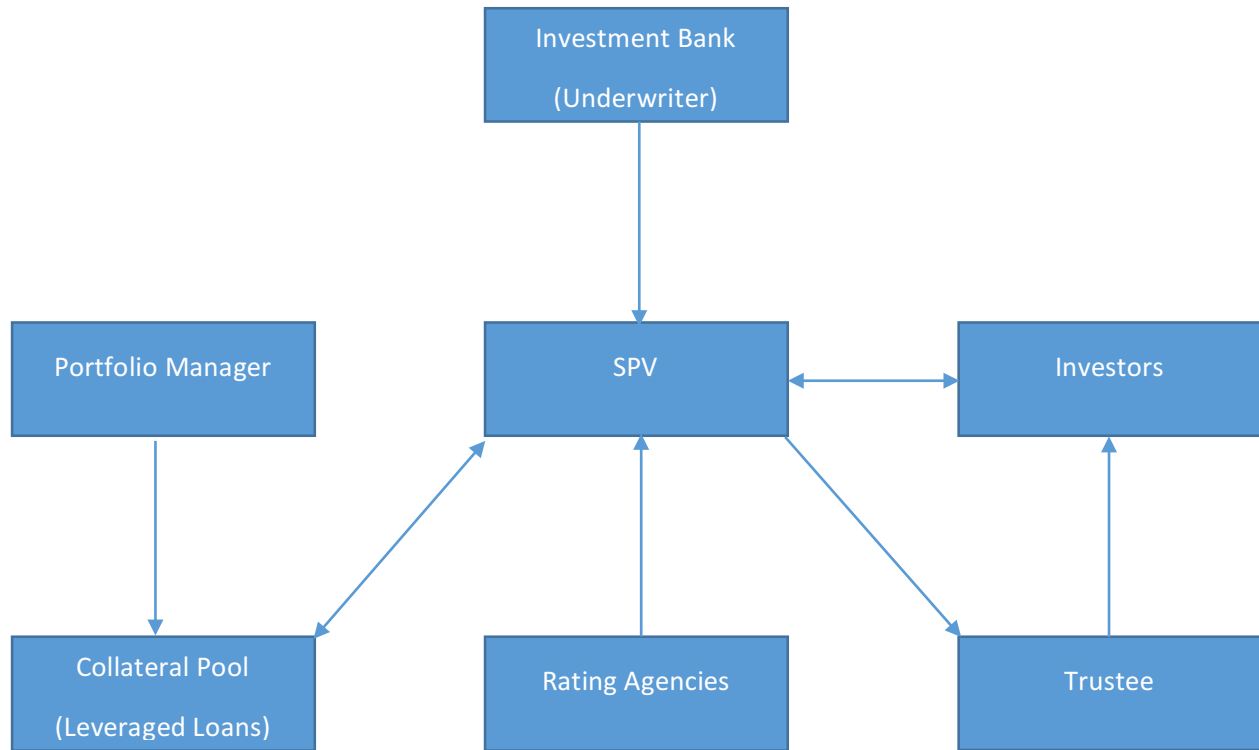 Investment Bank
(Underwriter)
Portfolio Manager
SPV
Investors
Collateral Pool
(Leveraged Loans)
Rating Agencies
Trustee